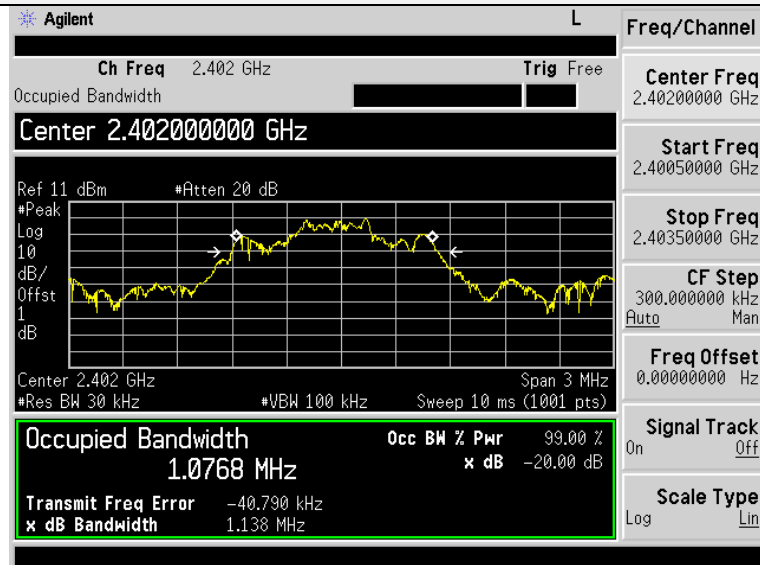 Agilent L
Ch Freq 2.402 GHz Trig Free
Occupied Bandwidth
Center 2.402000000 GHz
Ref 11 dBm #Atten 20 dB
#Peak
Log
10
dB/
Offst
1
dB
Center 2.402 GHz Span 3 MHz
#Res BW 30 kHz #VBW 100 kHz Sweep 10 ms (1001 pts)
Occupied Bandwidth Occ BW % Pwr 99.00 %
1.0768 MHz x dB -20.00 dB
Transmit Freq Error -40.790 kHz
x dB Bandwidth 1.138 MHz
Freq/Channel
Center Freq
2.40200000 GHz
Start Freq
2.40050000 GHz
Stop Freq
2.40350000 GHz
CF Step
300.000000 kHz
Auto Man
Freq Offset
0.00000000 Hz
Signal Track
On Off
Scale Type
Log Lin